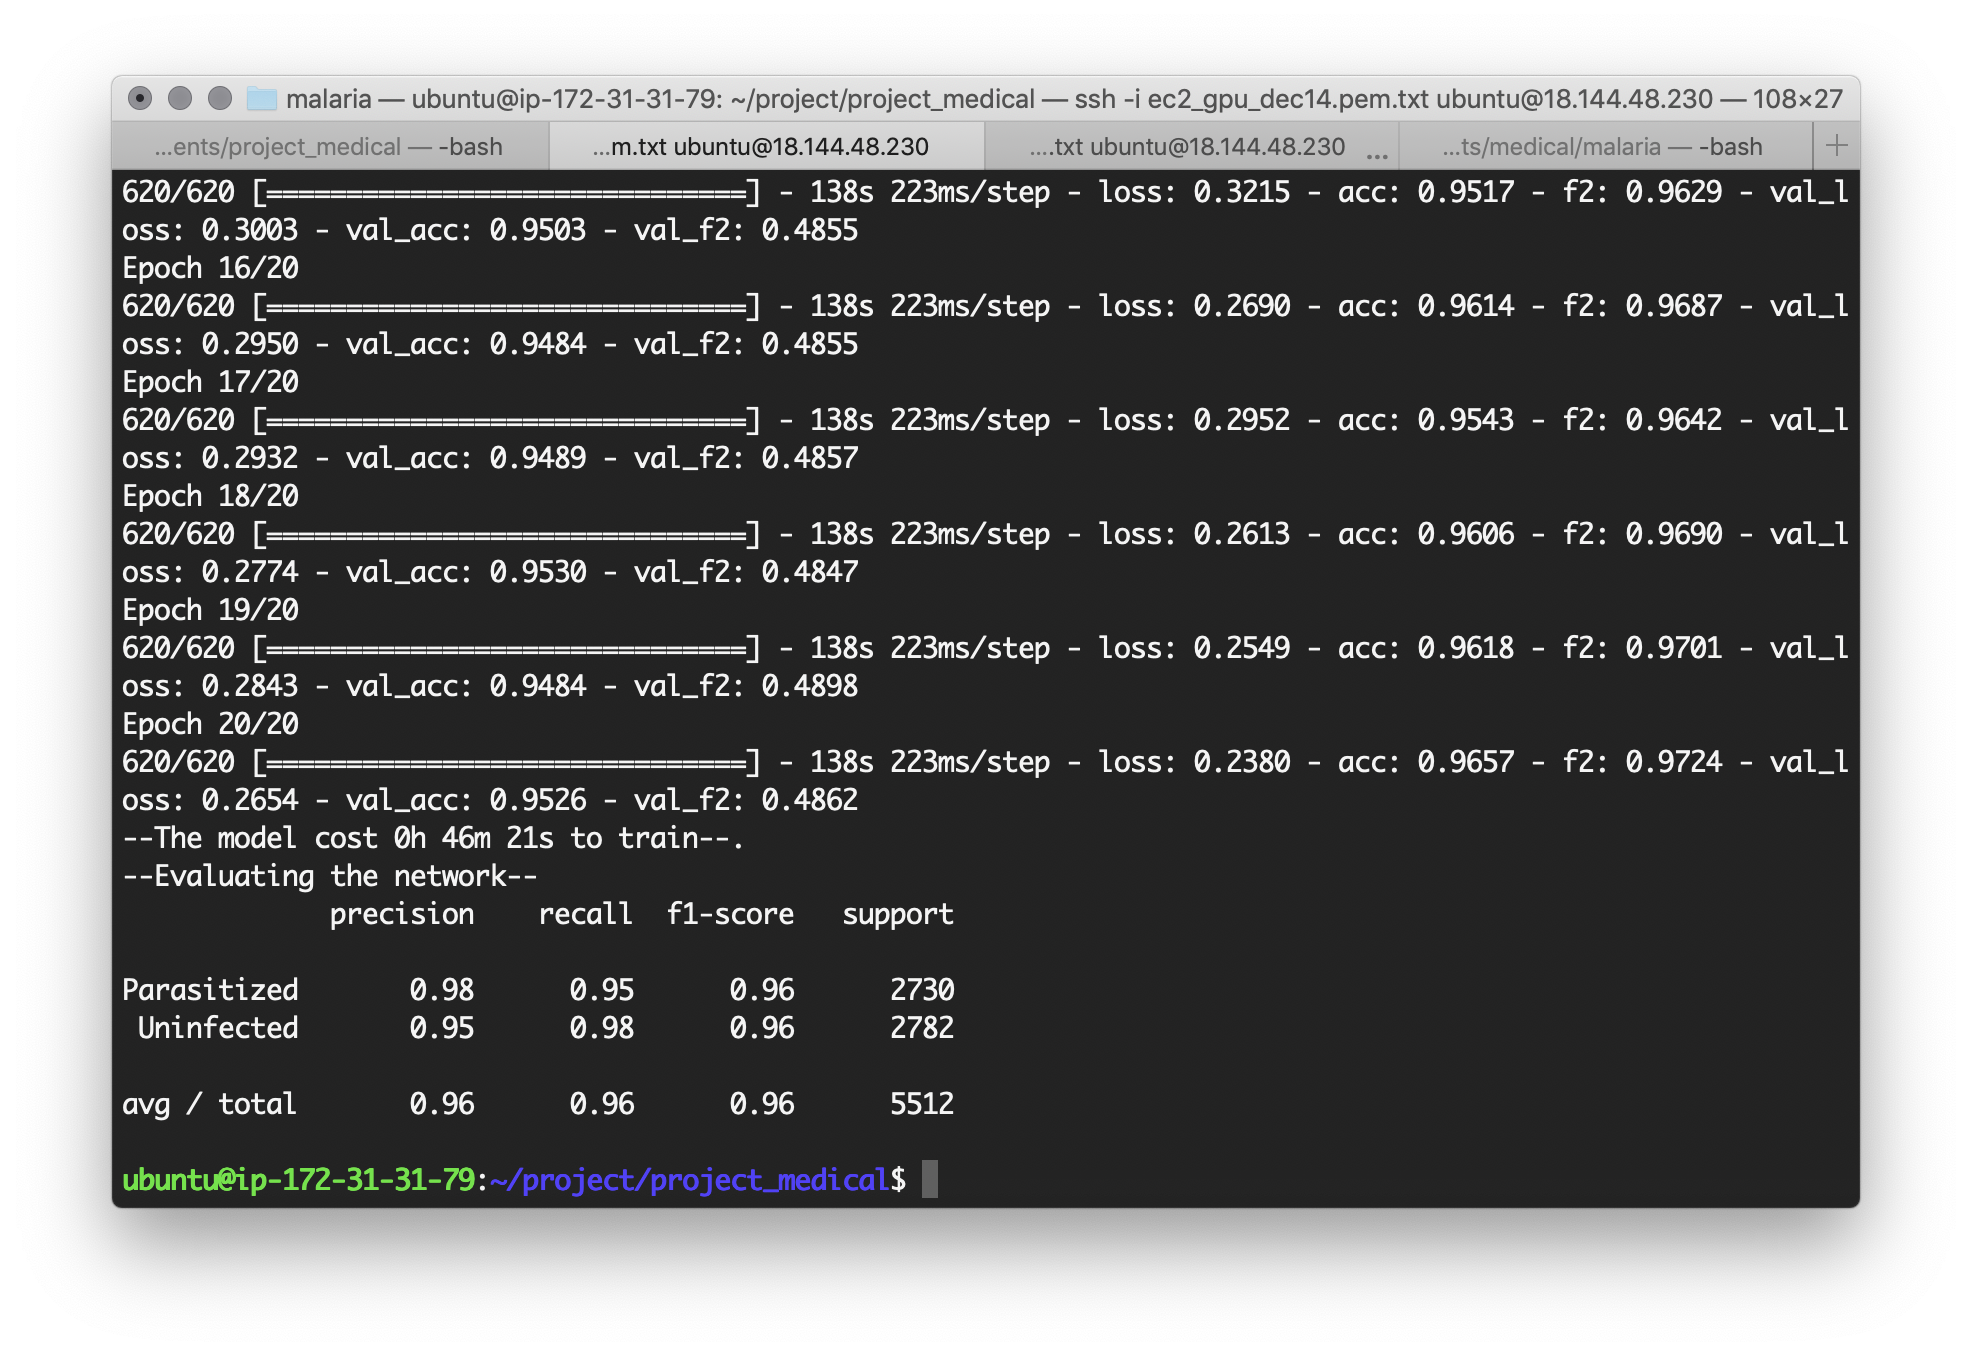 malaria — ubuntu@ip-172-31-31-79: ~/project/project_medical — ssh -i ec2_gpu_dec14.pem.txt ubuntu@18.144.48.230 — 108×27
...ents/project_medical — -bash ...m.txt ubuntu@18.144.48.230 ....txt ubuntu@18.144.48.230 ... ...ts/medical/malaria — -bash +
620/620 [==============================] - 138s 223ms/step - loss: 0.3215 - acc: 0.9517 - f2: 0.9629 - val_l
oss: 0.3003 - val_acc: 0.9503 - val_f2: 0.4855
Epoch 16/20
620/620 [==============================] - 138s 223ms/step - loss: 0.2690 - acc: 0.9614 - f2: 0.9687 - val_l
oss: 0.2950 - val_acc: 0.9484 - val_f2: 0.4855
Epoch 17/20
620/620 [==============================] - 138s 223ms/step - loss: 0.2952 - acc: 0.9543 - f2: 0.9642 - val_l
oss: 0.2932 - val_acc: 0.9489 - val_f2: 0.4857
Epoch 18/20
620/620 [==============================] - 138s 223ms/step - loss: 0.2613 - acc: 0.9606 - f2: 0.9690 - val_l
oss: 0.2774 - val_acc: 0.9530 - val_f2: 0.4847
Epoch 19/20
620/620 [==============================] - 138s 223ms/step - loss: 0.2549 - acc: 0.9618 - f2: 0.9701 - val_l
oss: 0.2843 - val_acc: 0.9484 - val_f2: 0.4898
Epoch 20/20
620/620 [==============================] - 138s 223ms/step - loss: 0.2380 - acc: 0.9657 - f2: 0.9724 - val_l
oss: 0.2654 - val_acc: 0.9526 - val_f2: 0.4862
--The model cost 0h 46m 21s to train--.
--Evaluating the network--
             precision    recall  f1-score   support

Parasitized       0.98      0.95      0.96      2730
 Uninfected       0.95      0.98      0.96      2782

avg / total       0.96      0.96      0.96      5512

ubuntu@ip-172-31-31-79:~/project/project_medical$